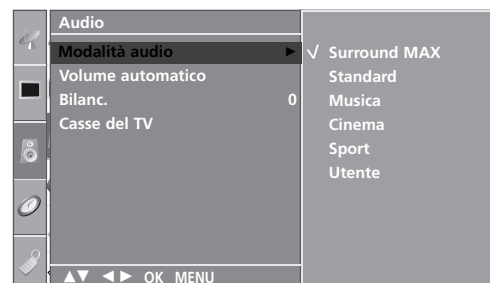 Audio
Modalità audio ► √ Surround MAX
Volume automatico Standard
Bilanc. 0 Musica
Casse del TV Cinema
Sport
Utente
▲▼ ◄► OK MENU